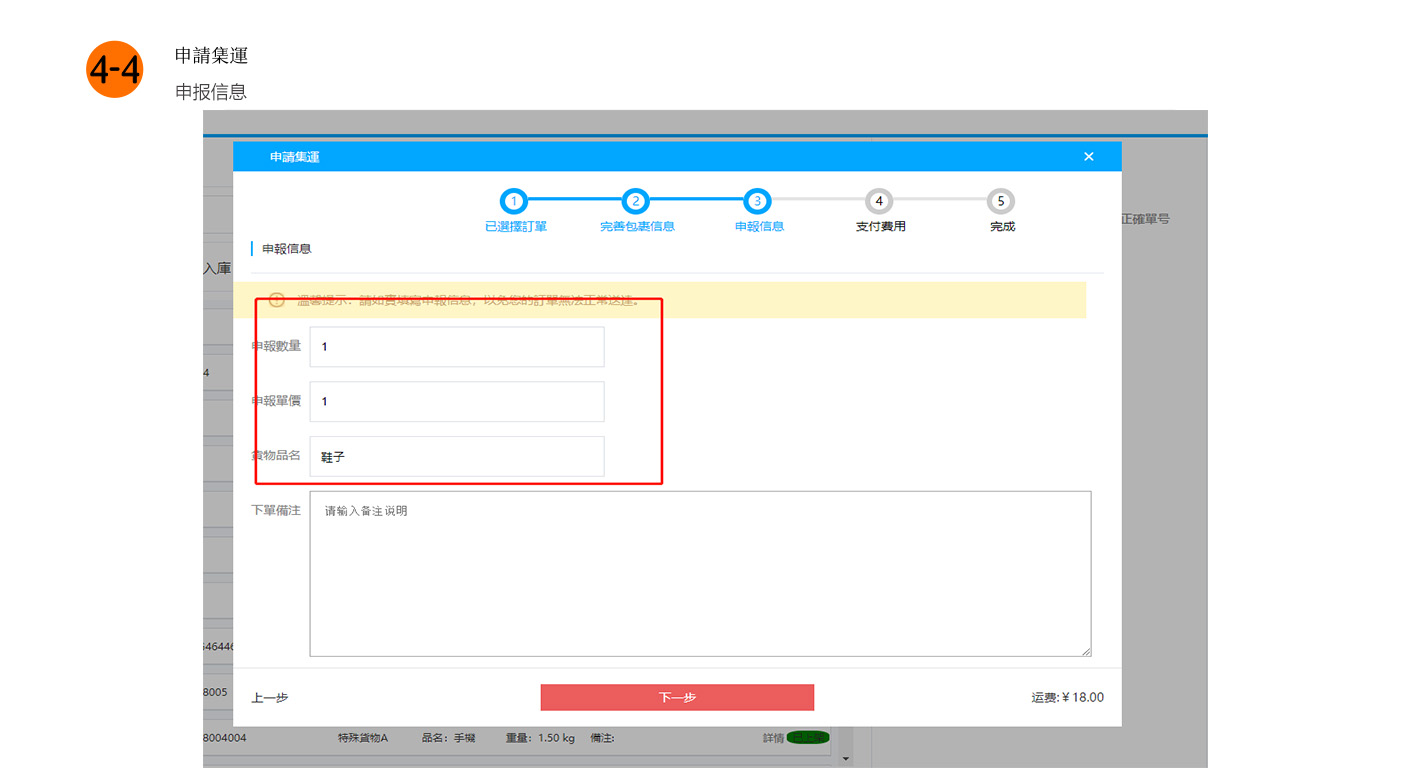 4-4
申請集運
申报信息
申請集運 ×
1 2 3 4 5
已選擇訂單 完善包裹信息 申報信息 支付費用 完成
正確單号
申報信息
入庫
溫馨提示：請如實填寫申報信息，以免您的訂單無法正常送達。
申報數量 1
4
申報單價 1
貨物品名 鞋子
下單備注 请输入备注说明
46446
8005
上一步 下一步 运费:¥18.00
8004004 特殊貨物A 品名：手機 重量：1.50 kg 備注: 詳情